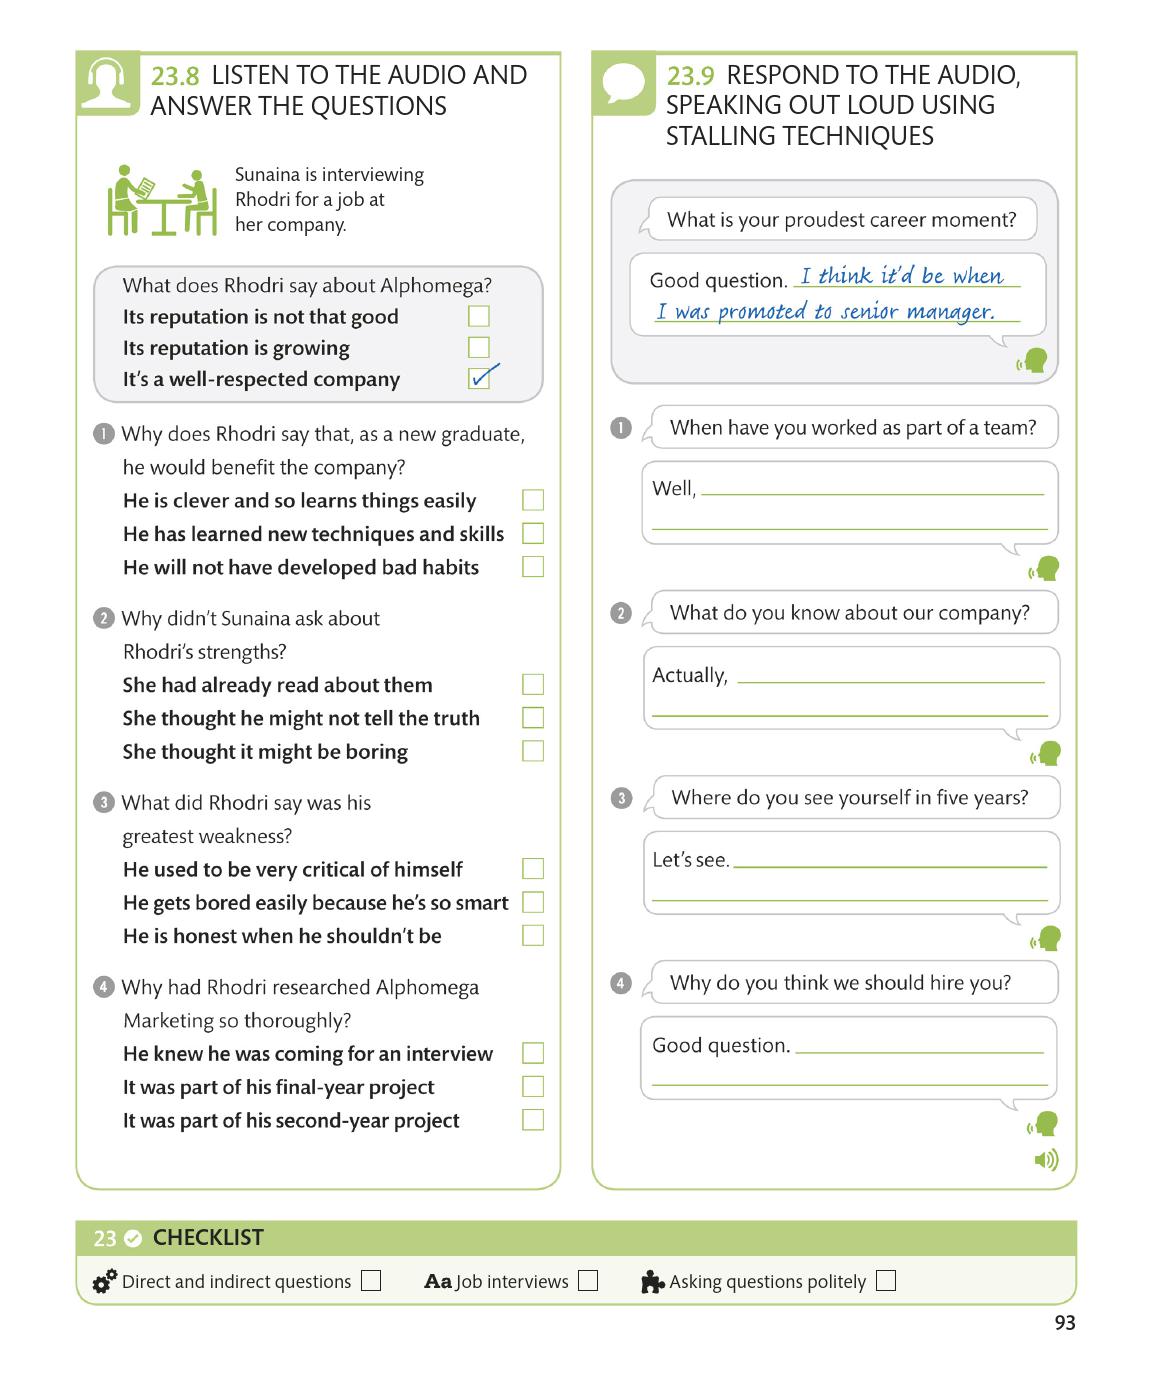 23.8 LISTEN TO THE AUDIO AND
ANSWER THE QUESTIONS
Sunaina is interviewing
Rhodri for a job at
her company.
What does Rhodri say about Alphomega?
Its reputation is not that good
Its reputation is growing
It's a well-respected company
1 Why does Rhodri say that, as a new graduate,
he would benefit the company?
He is clever and so learns things easily
He has learned new techniques and skills
He will not have developed bad habits
2 Why didn't Sunaina ask about
Rhodri's strengths?
She had already read about them
She thought he might not tell the truth
She thought it might be boring
3 What did Rhodri say was his
greatest weakness?
He used to be very critical of himself
He gets bored easily because he's so smart
He is honest when he shouldn't be
4 Why had Rhodri researched Alphomega
Marketing so thoroughly?
He knew he was coming for an interview
It was part of his final-year project
It was part of his second-year project
23.9 RESPOND TO THE AUDIO,
SPEAKING OUT LOUD USING
STALLING TECHNIQUES
What is your proudest career moment?
Good question. I think it'd be when
I was promoted to senior manager.
1 When have you worked as part of a team?
Well,
2 What do you know about our company?
Actually,
3 Where do you see yourself in five years?
Let's see.
4 Why do you think we should hire you?
Good question.
23 CHECKLIST
Direct and indirect questions Aa Job interviews Asking questions politely
93